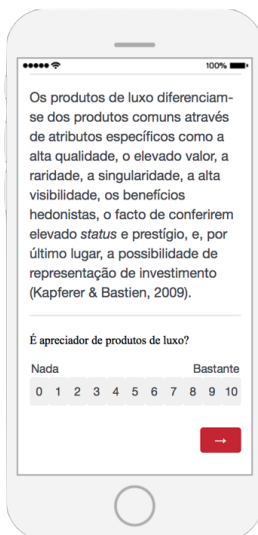 100%
Os produtos de luxo diferenciam-
se dos produtos comuns através
de atributos específicos como a
alta qualidade, o elevado valor, a
raridade, a singularidade, a alta
visibilidade, os benefícios
hedonistas, o facto de conferirem
elevado status e prestígio, e, por
último lugar, a possibilidade de
representação de investimento
(Kapferer & Bastien, 2009).
É apreciador de produtos de luxo?
Nada Bastante
0 1 2 3 4 5 6 7 8 9 10
→